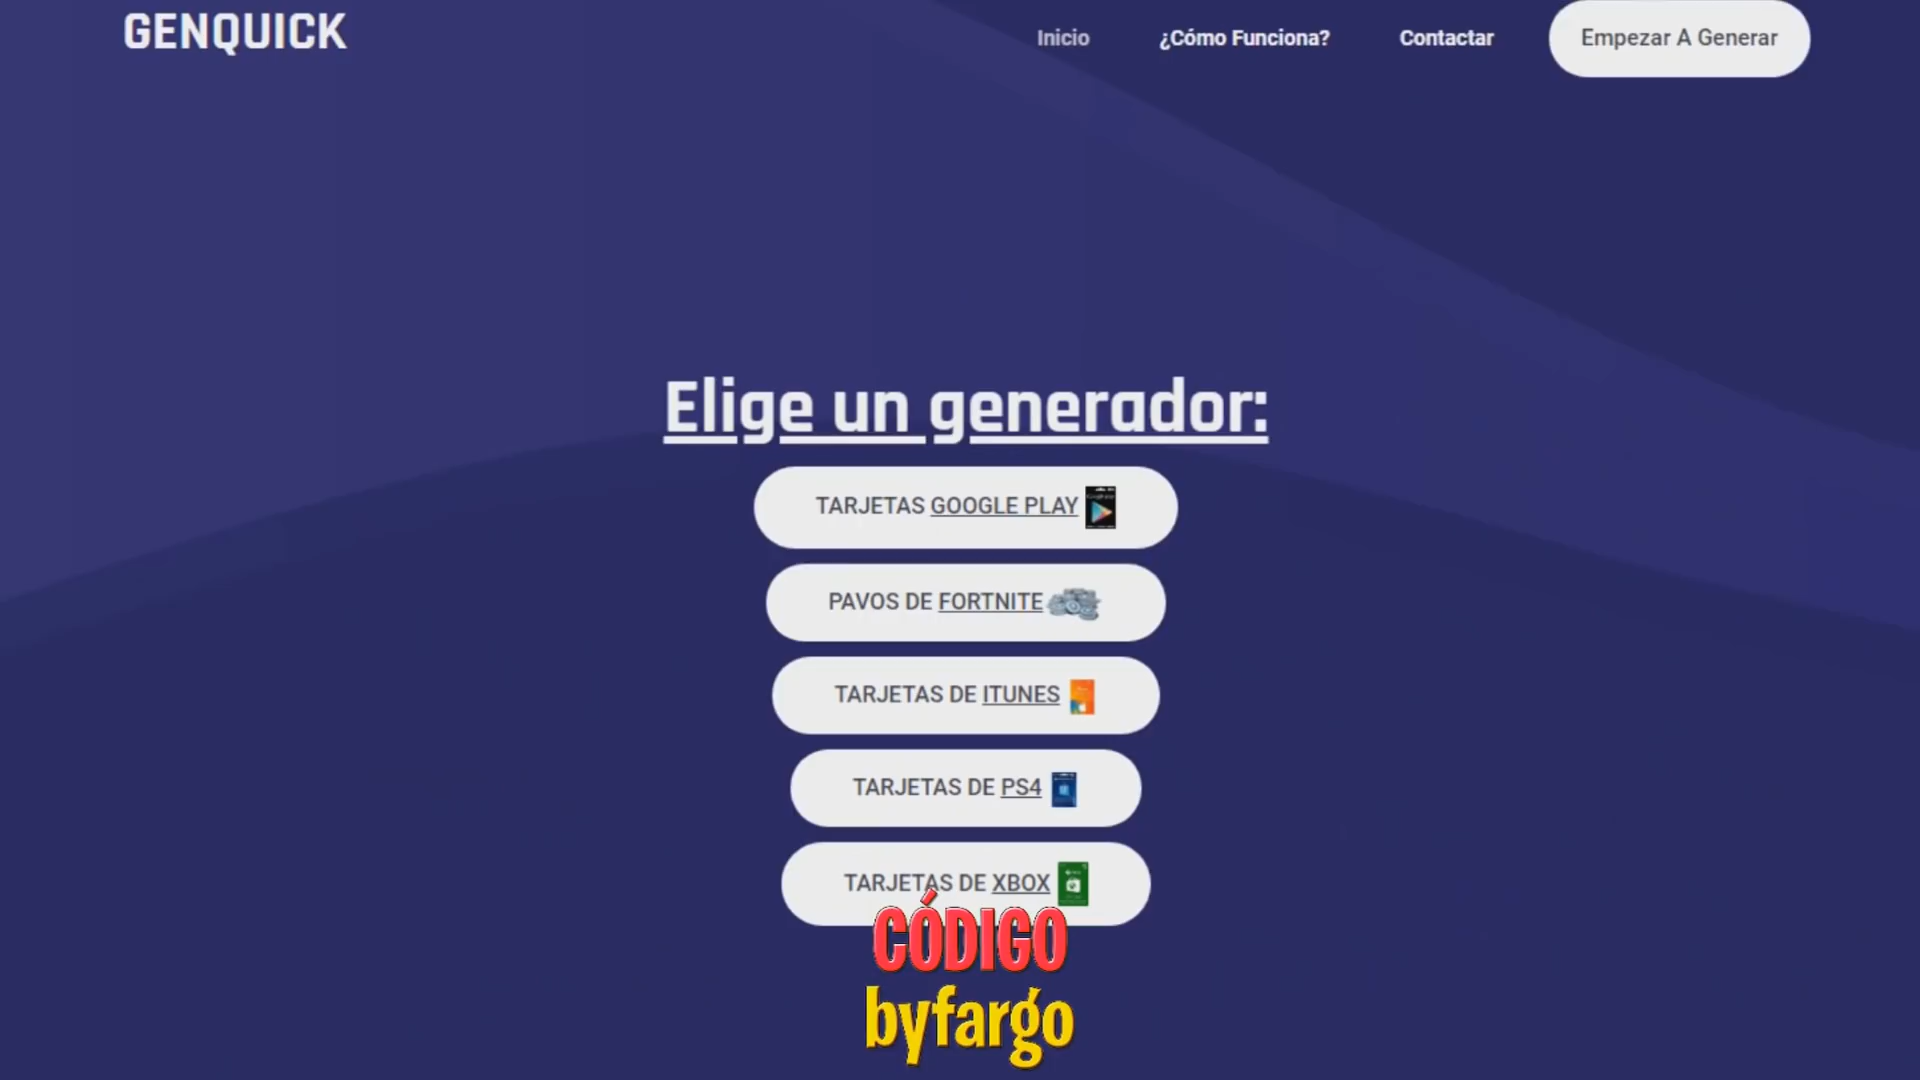 GENQUICK
Inicio
¿Cómo Funciona?
Contactar
Empezar A Generar
Elige un generador:
TARJETAS GOOGLE PLAY
PAVOS DE FORTNITE
TARJETAS DE ITUNES
TARJETAS DE PS4
TARJETAS DE XBOX
CÓDIGO
byfargo